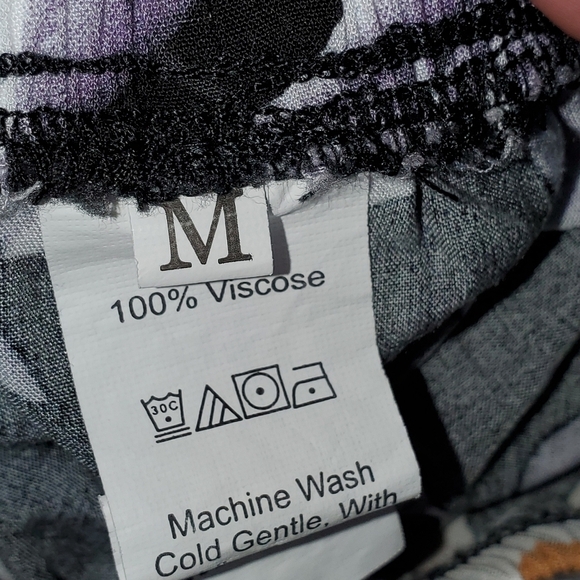 M
100% Viscose
30C
Machine Wash
Cold Gentle, With